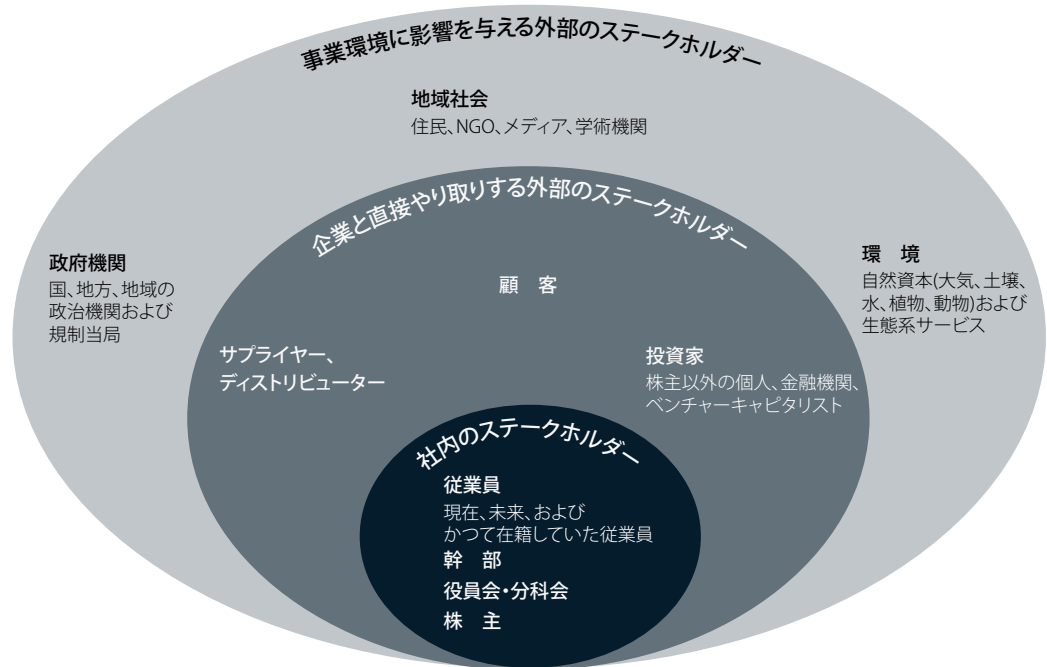 事業環境に影響を与える外部のステークホルダー
地域社会
住民、NGO、メディア、学術機関
企業と直接やり取りする外部のステークホルダー
政府機関
国、地方、地域の
政治機関および
規制当局
顧　客
環　境
自然資本(大気、土壌、
水、植物、動物)および
生態系サービス
サプライヤー、
ディストリビューター
投資家
株主以外の個人、金融機関、
ベンチャーキャピタリスト
社内のステークホルダー
従業員
現在、未来、および
かつて在籍していた従業員
幹　部
役員会・分科会
株　主